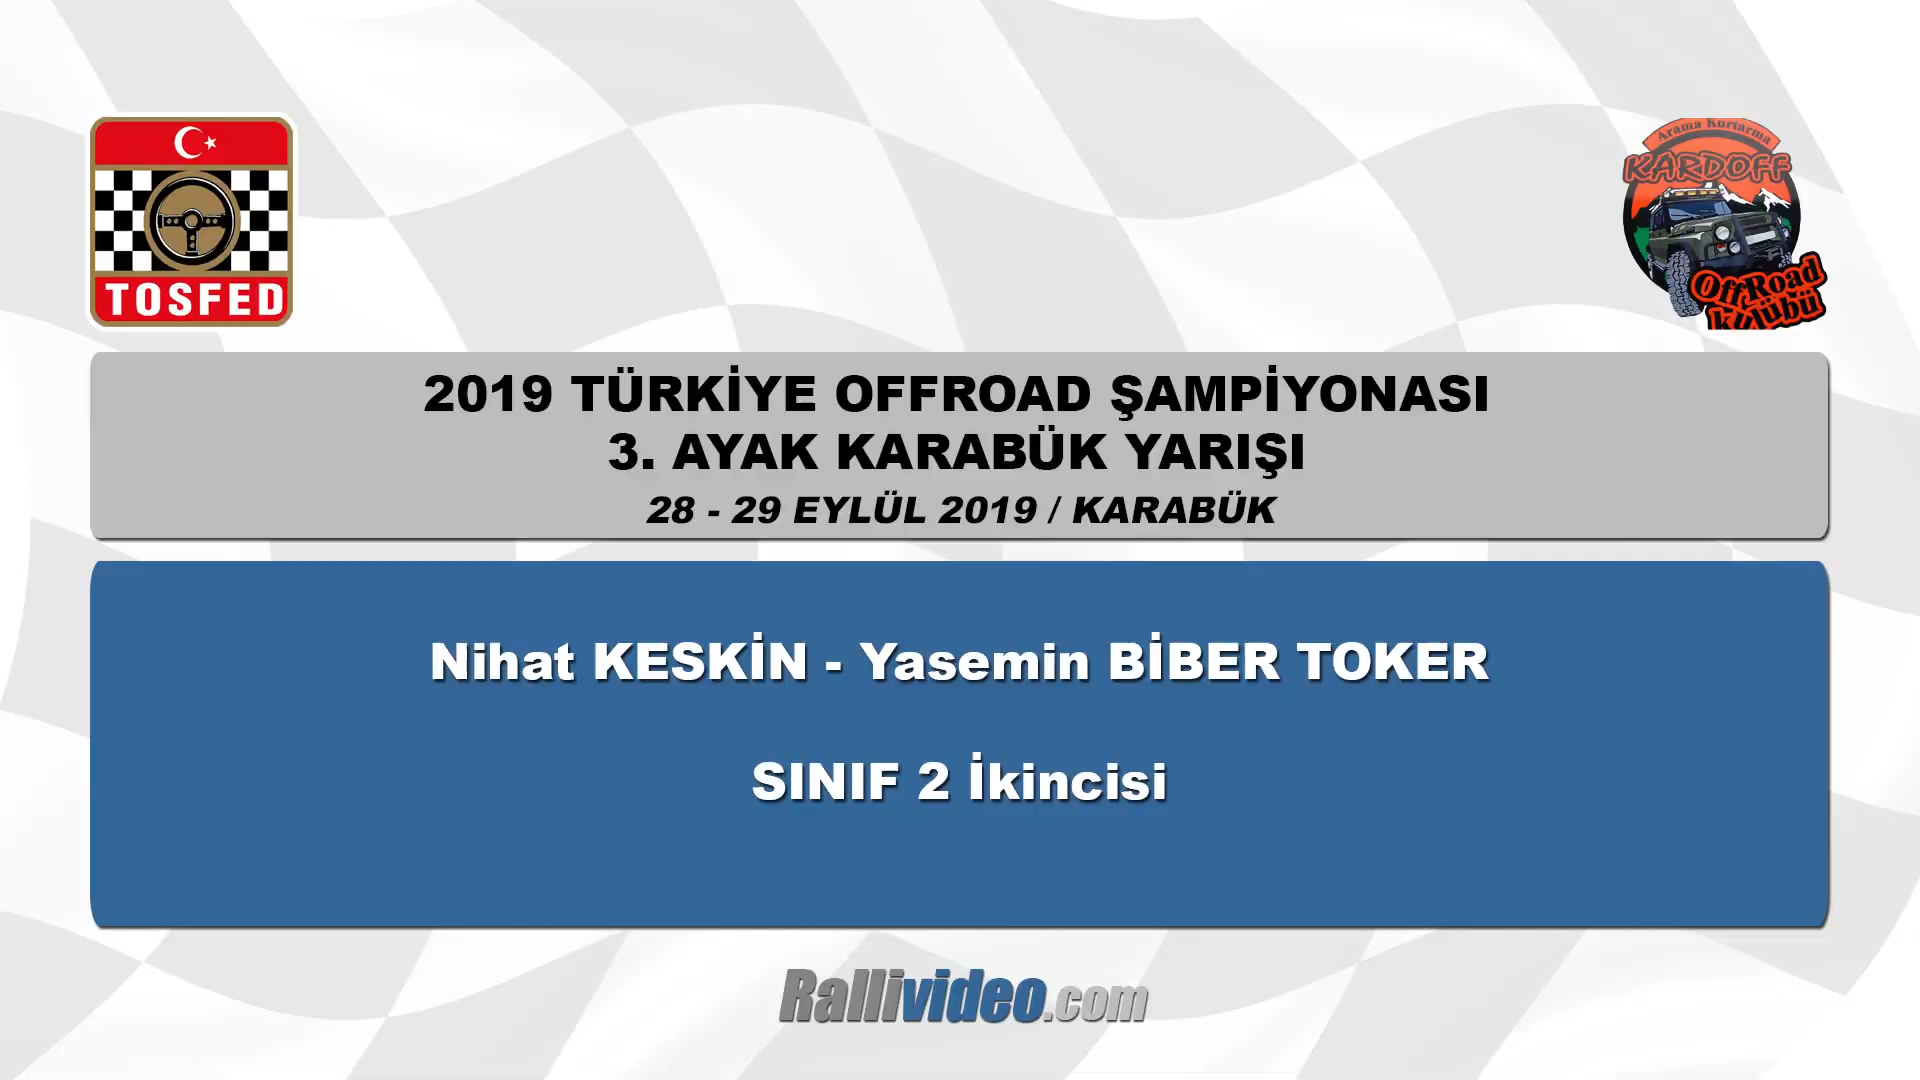 TOSFED
Arama Kurtarma
KARDOFF
OffRoad
kulübü
2019 TÜRKİYE OFFROAD ŞAMPİYONASI
3. AYAK KARABÜK YARIŞI
28 - 29 EYLÜL 2019 / KARABÜK
Nihat KESKİN - Yasemin BİBER TOKER
SINIF 2 İkincisi
Rallivideo.com